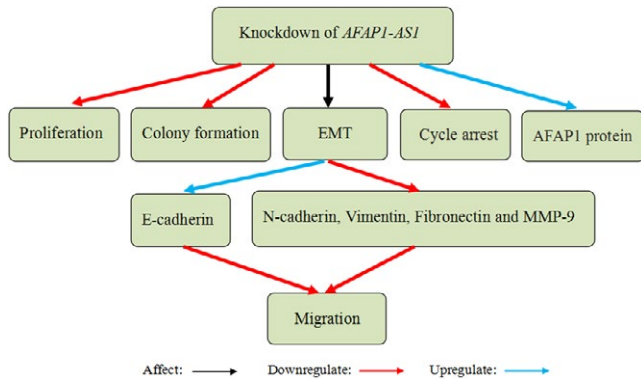 Knockdown of AFAP1-AS1
Proliferation
Colony formation
EMT
Cycle arrest
AFAP1 protein
E-cadherin
N-cadherin, Vimentin, Fibronectin and MMP-9
Migration
Affect:
Downregulate:
Upregulate: